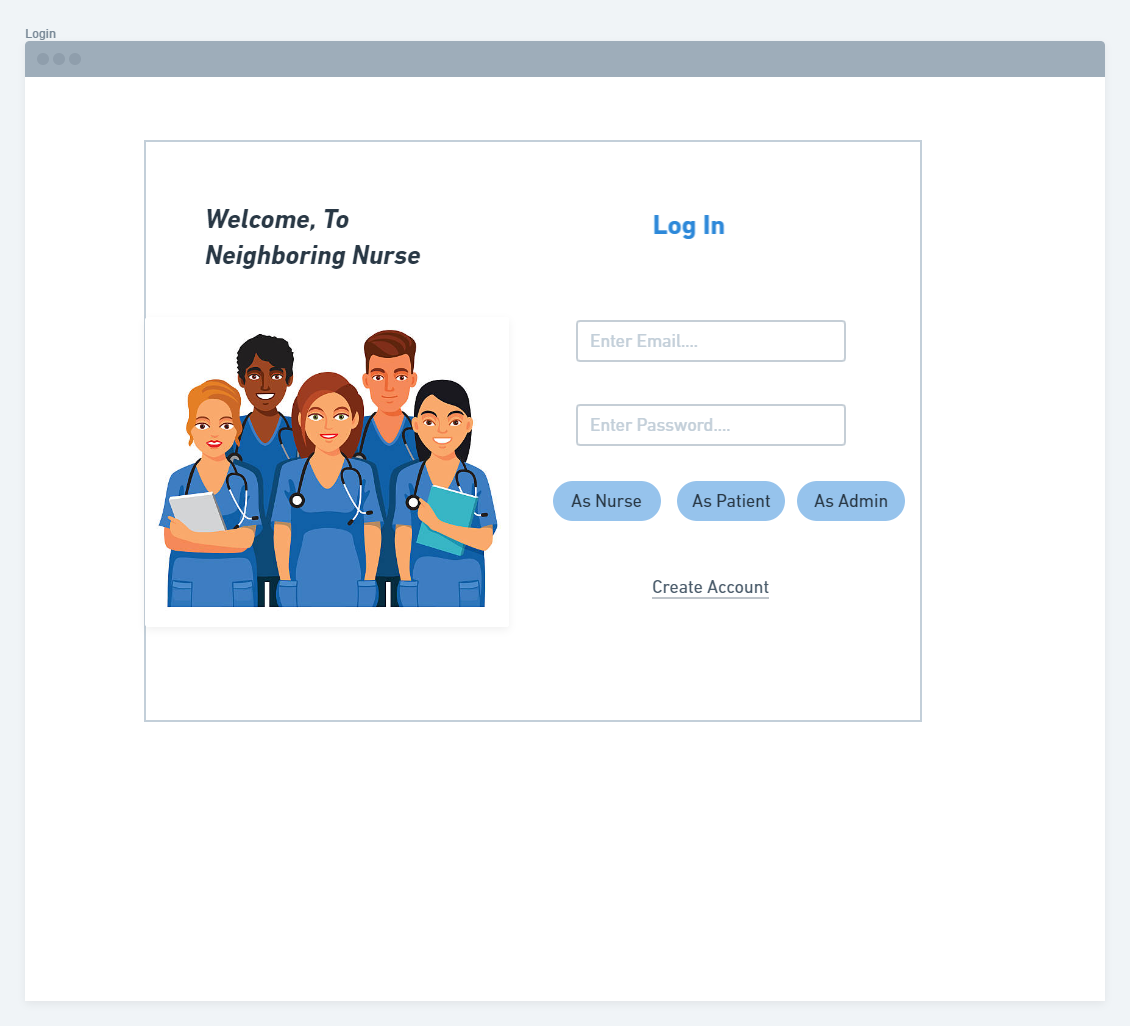 Login
Welcome, To
Neighboring Nurse
Log In
Enter Email....
Enter Password....
As Nurse
As Patient
As Admin
Create Account